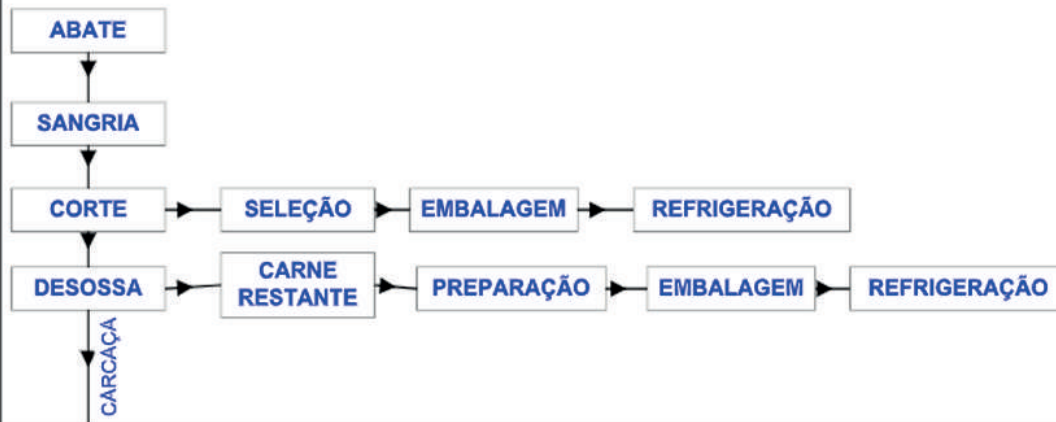 ABATE
SANGRIA
CORTE
SELEÇÃO
EMBALAGEM
REFRIGERAÇÃO
DESOSSA
CARNE
RESTANTE
PREPARAÇÃO
EMBALAGEM
REFRIGERAÇÃO
CARCAÇA